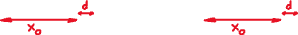 d d
x₀ x₀